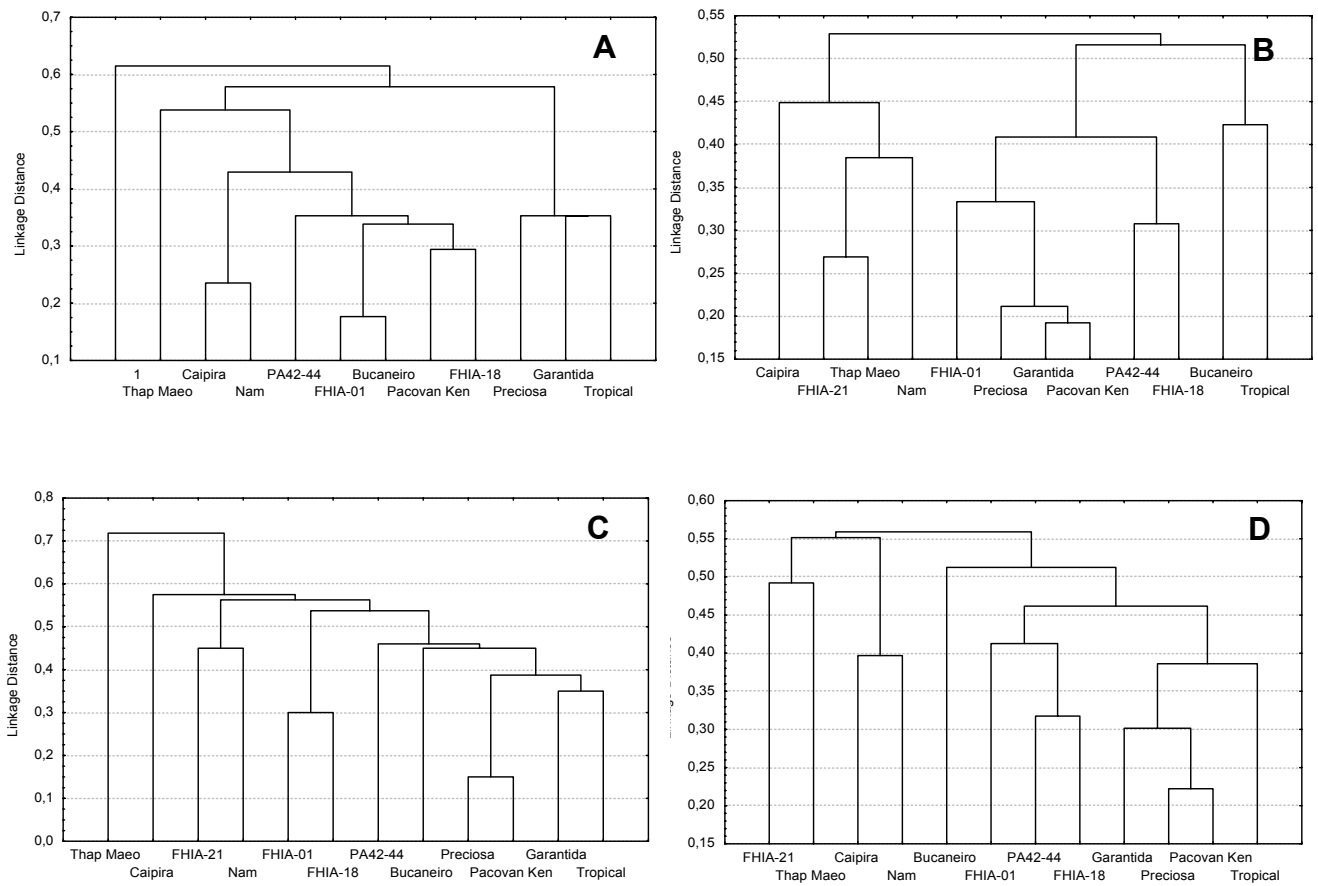 A
0,7
0,6
0,5
0,4
0,3
0,2
0,1
Linkage Distance
1 Caipira PA42-44 Bucaneiro FHIA-18 Garantida
Thap Maeo Nam FHIA-01 Pacovan Ken Preciosa Tropical
B
0,55
0,50
0,45
0,40
0,35
0,30
0,25
0,20
0,15
Linkage Distance
Caipira Thap Maeo FHIA-01 Garantida PA42-44 Bucaneiro
FHIA-21 Nam Preciosa Pacovan Ken FHIA-18 Tropical
C
0,8
0,7
0,6
0,5
0,4
0,3
0,2
0,1
0,0
Linkage Distance
Thap Maeo FHIA-21 FHIA-01 PA42-44 Preciosa Garantida
Caipira Nam FHIA-18 Bucaneiro Pacovan Ken Tropical
D
0,60
0,55
0,50
0,45
0,40
0,35
0,30
0,25
0,20
0,15
FHIA-21 Caipira Bucaneiro PA42-44 Garantida Pacovan Ken
Thap Maeo Nam FHIA-01 FHIA-18 Preciosa Tropical